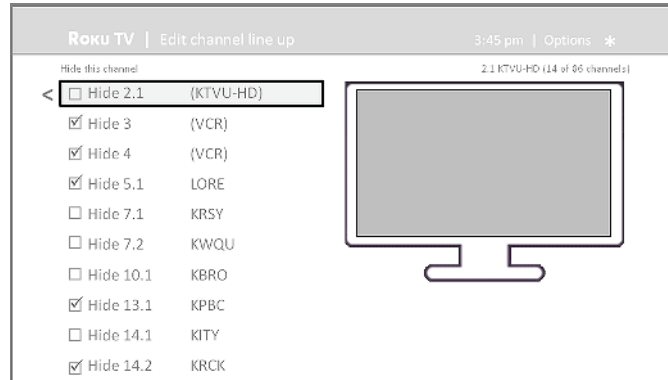 ROKU TV | Edit channel line up 3:45 pm | Options *
Hide this channel 2.1 KTVU-HD (14 of 86 channels)
< Hide 2.1 (KTVU-HD)
Hide 3 (VCR)
Hide 4 (VCR)
Hide 5.1 LORE
Hide 7.1 KRSY
Hide 7.2 KWQU
Hide 10.1 KBRO
Hide 13.1 KPBC
Hide 14.1 KITY
Hide 14.2 KRCK